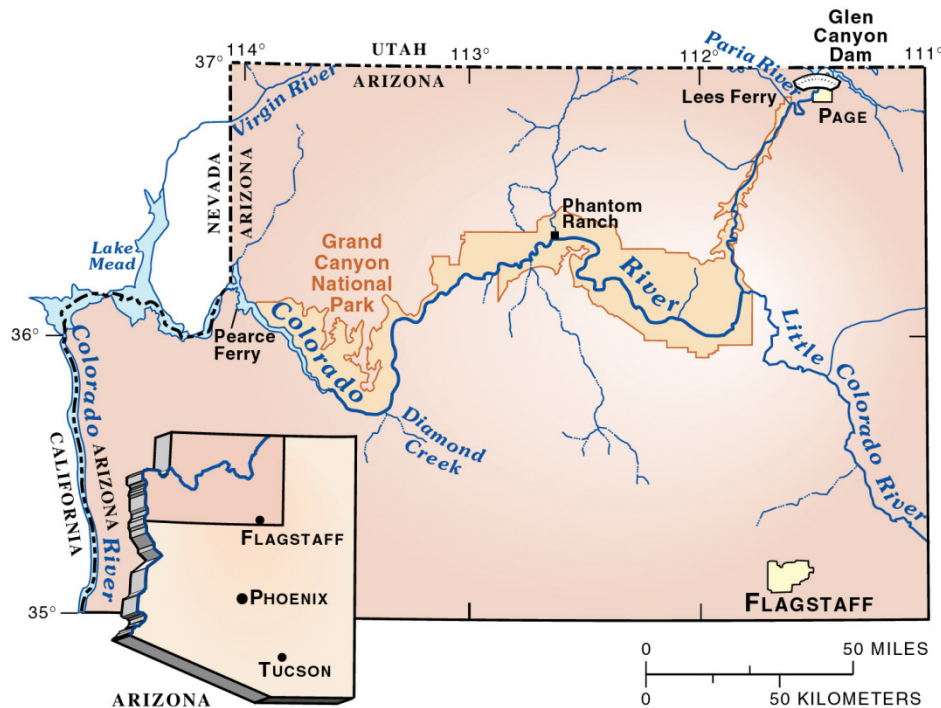 Glen
Canyon
Dam
114°
113°
112°
111°
37°
UTAH
ARIZONA
Paria River
Lees Ferry
PAGE
Virgin River
NEVADA
ARIZONA
Phantom
Ranch
Lake
Mead
Grand
Canyon
National
Park
River
36°
Pearce
Ferry
Colorado
Colorado River
Little Colorado River
Diamond
Creek
CALIFORNIA
ARIZONA
FLAGSTAFF
PHOENIX
TUCSON
ARIZONA
35°
FLAGSTAFF
0 50 MILES
0 50 KILOMETERS